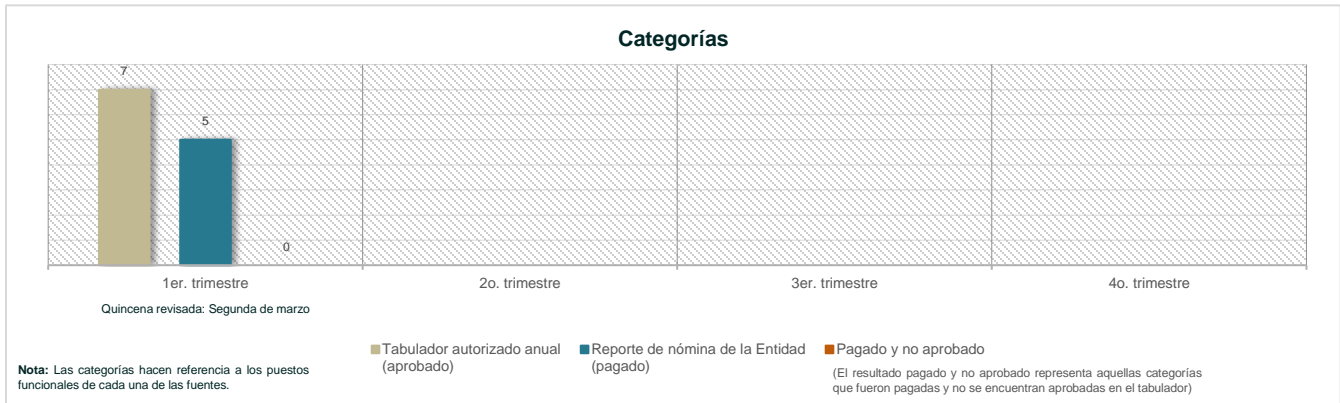 Categorías
7
5
0
1er. trimestre
2o. trimestre
3er. trimestre
4o. trimestre
Quincena revisada: Segunda de marzo
Tabulador autorizado anual
(aprobado)
Reporte de nómina de la Entidad
(pagado)
Pagado y no aprobado
(El resultado pagado y no aprobado representa aquellas categorías
que fueron pagadas y no se encuentran aprobadas en el tabulador)
Nota: Las categorías hacen referencia a los puestos
funcionales de cada una de las fuentes.